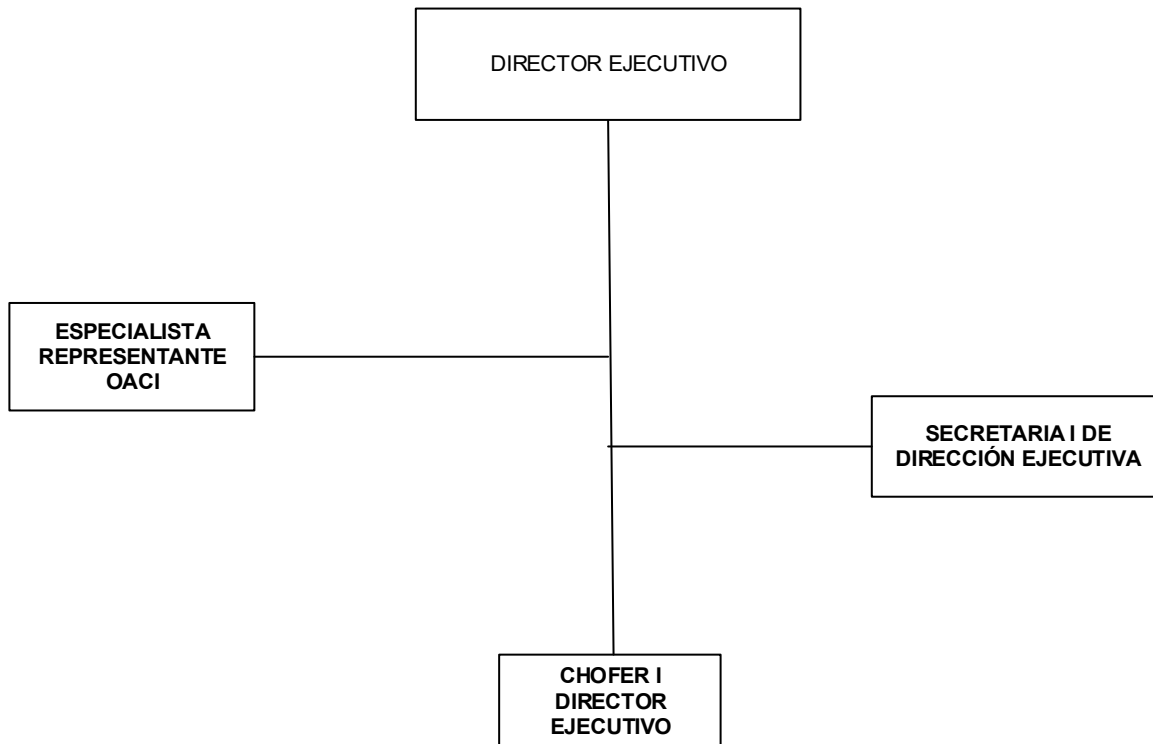 DIRECTOR EJECUTIVO
ESPECIALISTA
REPRESENTANTE
OACI
SECRETARIA I DE
DIRECCIÓN EJECUTIVA
CHOFER I
DIRECTOR
EJECUTIVO